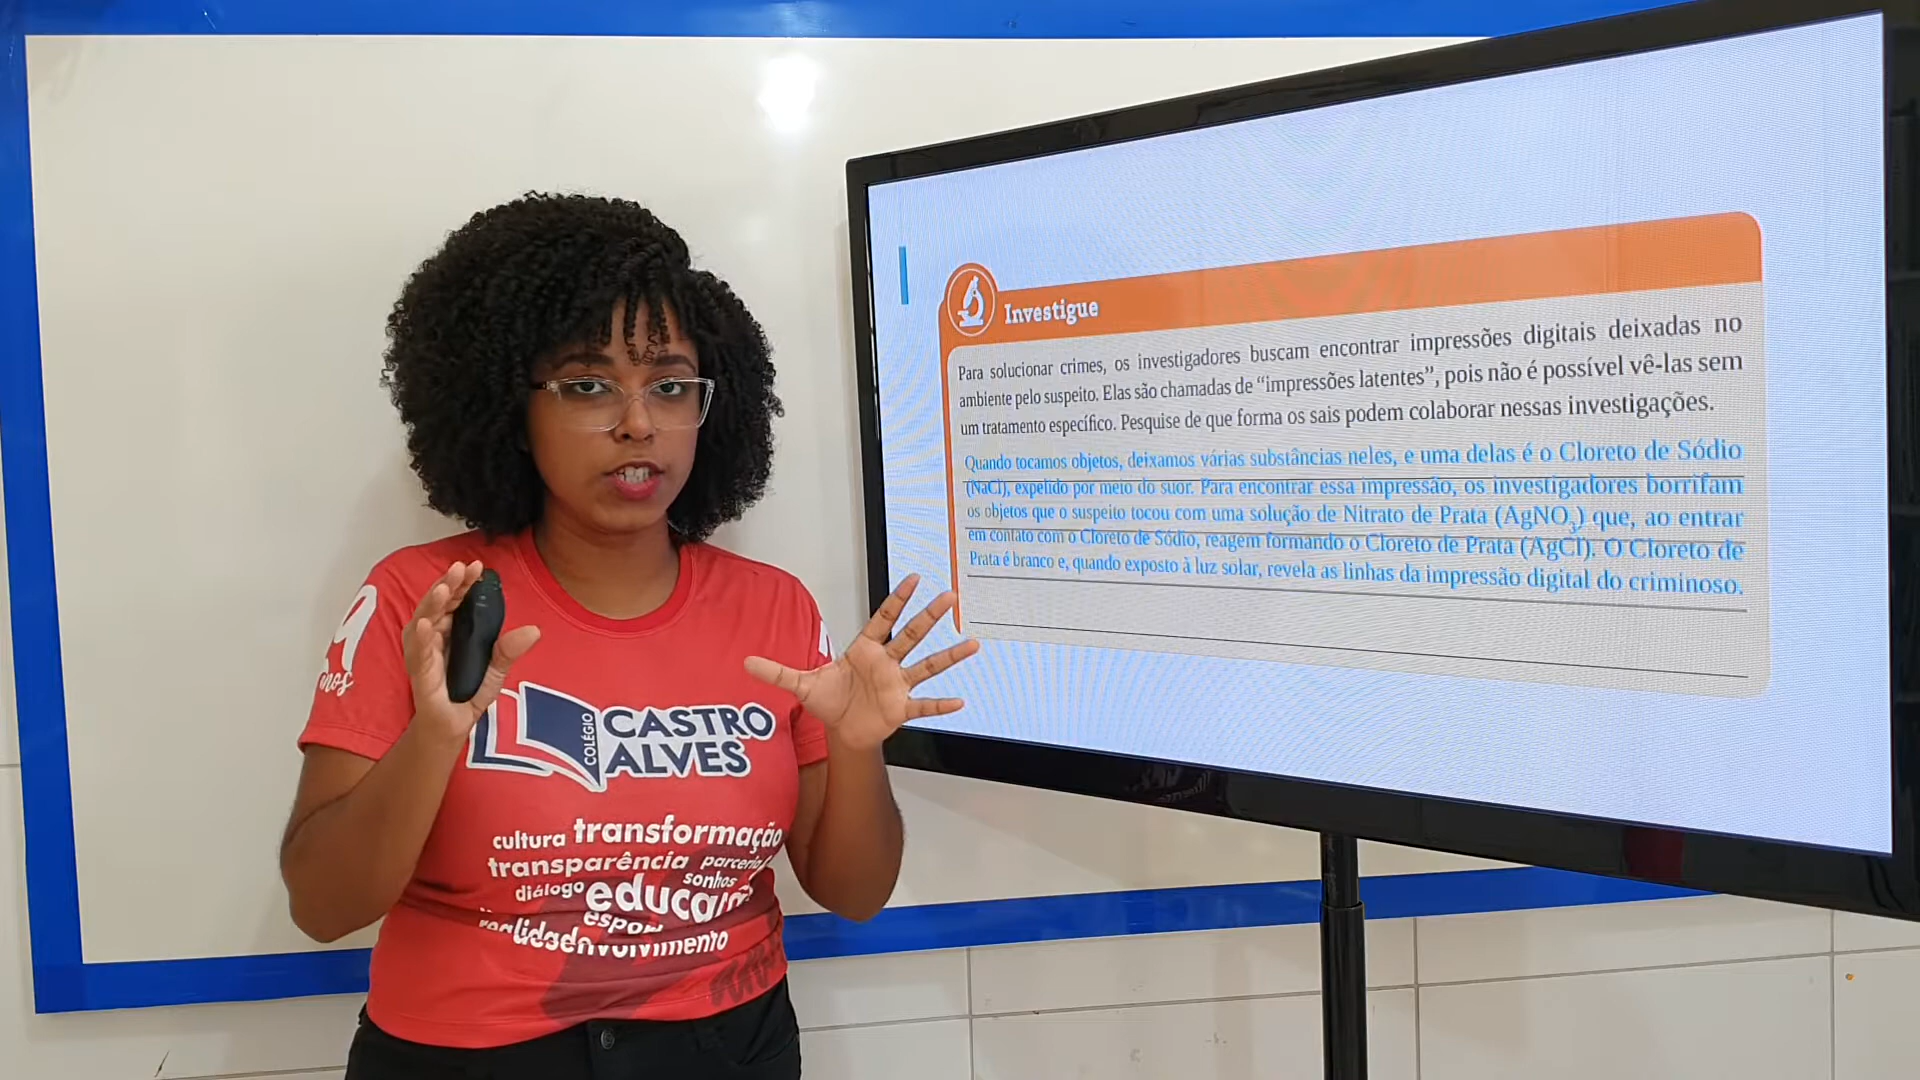 Investigue
Para solucionar crimes, os investigadores buscam encontrar impressões digitais deixadas no
ambiente pelo suspeito. Elas são chamadas de “impressões latentes”, pois não é possível vê-las sem
um tratamento específico. Pesquise de que forma os sais podem colaborar nessas investigações.
Quando tocamos objetos, deixamos várias substâncias neles, e uma delas é o Cloreto de Sódio
(NaCl), expelido por meio do suor. Para encontrar essa impressão, os investigadores borrifam
os objetos que o suspeito tocou com uma solução de Nitrato de Prata (AgNO3) que, ao entrar
em contato com o Cloreto de Sódio, reagem formando o Cloreto de Prata (AgCl). O Cloreto de
Prata é branco e, quando exposto à luz solar, revela as linhas da impressão digital do criminoso.
COLÉGIO
CASTRO
ALVES
cultura transformação
transparência parceria
diálogo sonhos